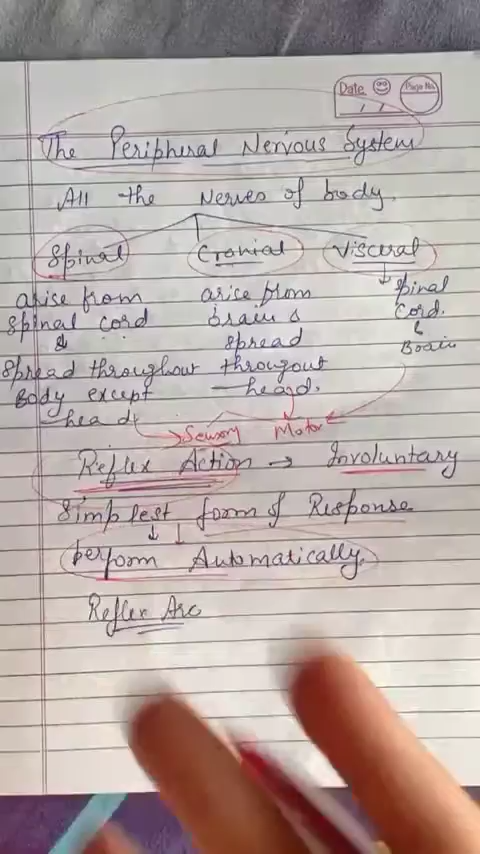 Date
Page No.
The Peripheral Nervous System
All the Nerves of body.
Spinal Cranial Visceral
arise from
spinal cord
&
spread throughout
Body except
head
arise from
brain &
spread
througout
head.
Spinal
Cord.
&
Brain
Sensory Motor
Reflex Action → Involuntary
Simplest form of Response
perform Automatically.
Reflex Arc